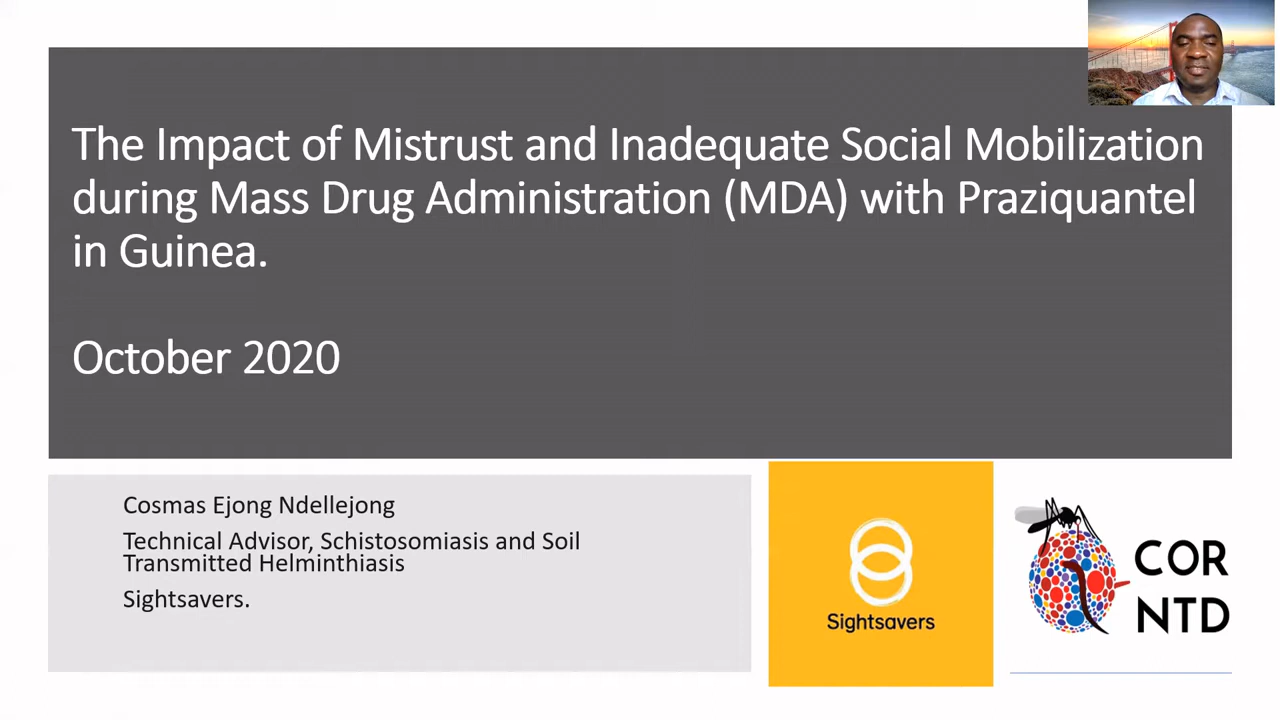 The Impact of Mistrust and Inadequate Social Mobilization
during Mass Drug Administration (MDA) with Praziquantel
in Guinea.
October 2020
Cosmas Ejong Ndellejong
Technical Advisor, Schistosomiasis and Soil
Transmitted Helminthiasis
Sightsavers.
Sightsavers
COR
NTD